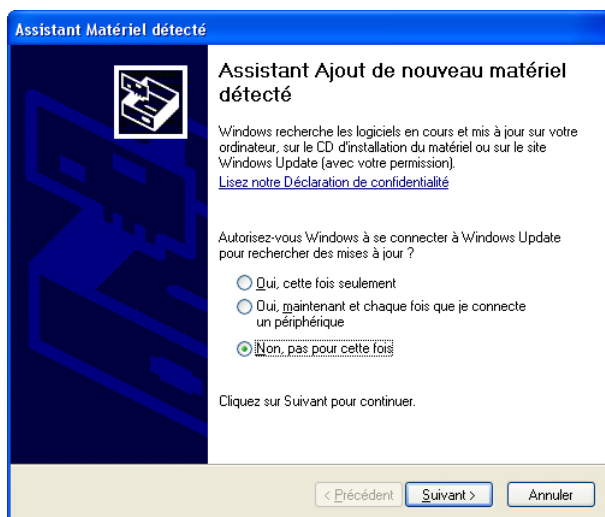 Assistant Matériel détecté
Assistant Ajout de nouveau matériel
détecté
Windows recherche les logiciels en cours et mis à jour sur votre
ordinateur, sur le CD d'installation du matériel ou sur le site
Windows Update (avec votre permission).
Lisez notre Déclaration de confidentialité
Autorisez-vous Windows à se connecter à Windows Update
pour rechercher des mises à jour ?
Oui, cette fois seulement
Oui, maintenant et chaque fois que je connecte
un périphérique
Non, pas pour cette fois
Cliquez sur Suivant pour continuer.
< Précédent Suivant > Annuler